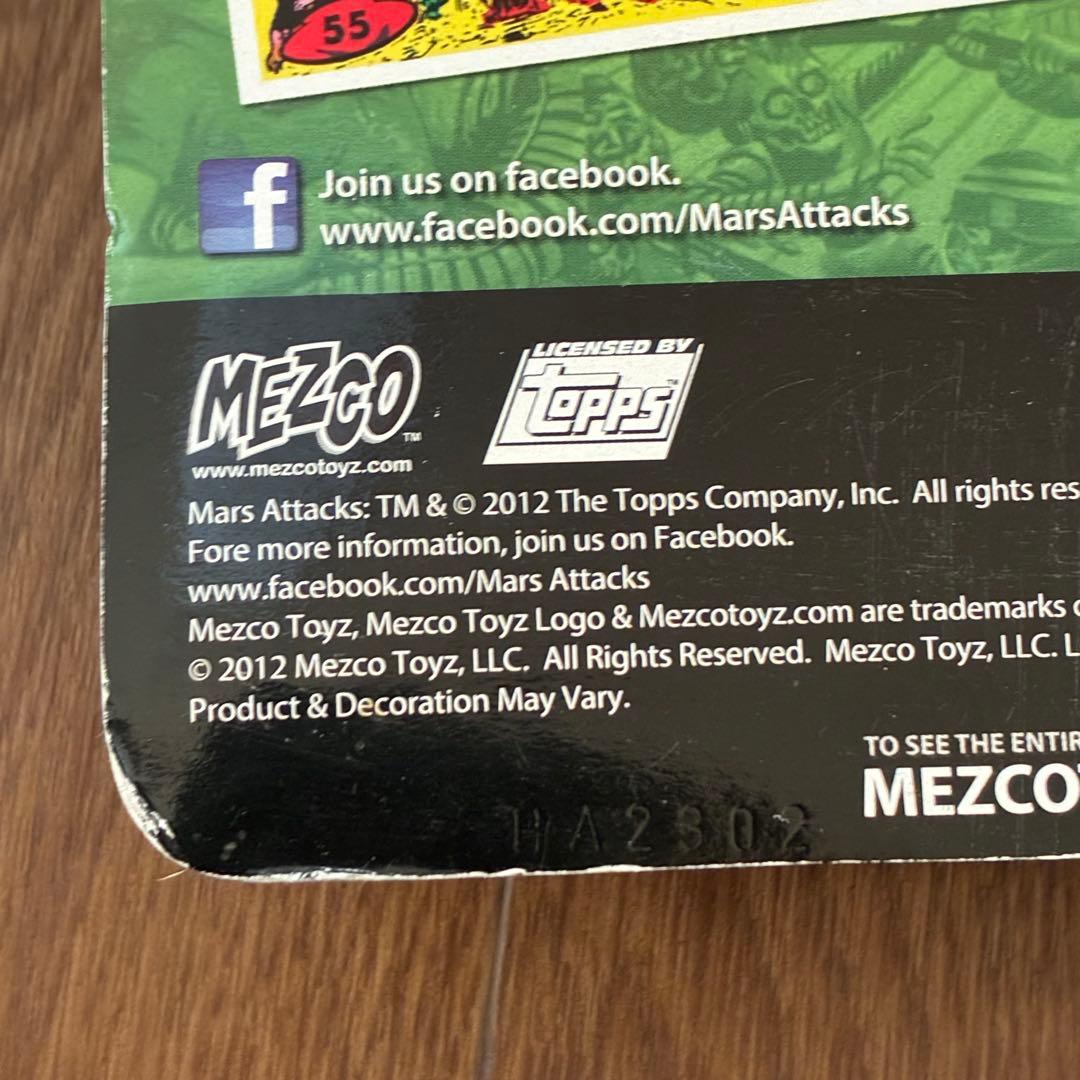 55
f Join us on facebook.
www.facebook.com/MarsAttacks
MEZCO™
www.mezcotoyz.com
LICENSED BY
Topps™
Mars Attacks: TM & © 2012 The Topps Company, Inc. All rights res
Fore more information, join us on Facebook.
www.facebook.com/Mars Attacks
Mezco Toyz, Mezco Toyz Logo & Mezcotoyz.com are trademarks
© 2012 Mezco Toyz, LLC. All Rights Reserved. Mezco Toyz, LLC. L
Product & Decoration May Vary.
TO SEE THE ENTIR
MEZCO